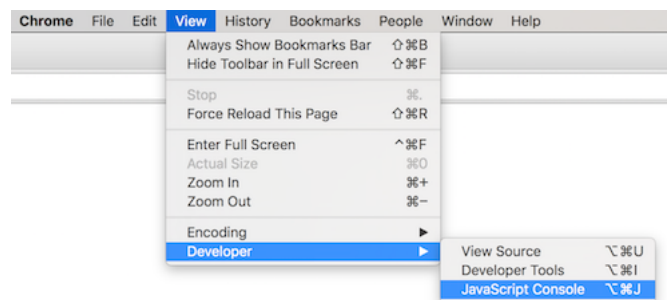 Chrome File Edit View History Bookmarks People Window Help
Always Show Bookmarks Bar ⇧⌘B
Hide Toolbar in Full Screen ⇧⌘F
Stop ⌘.
Force Reload This Page ⇧⌘R
Enter Full Screen ^⌘F
Actual Size ⌘0
Zoom In ⌘+
Zoom Out ⌘−
Encoding ▶
Developer ▶
View Source ⌥⌘U
Developer Tools ⌥⌘I
JavaScript Console ⌥⌘J